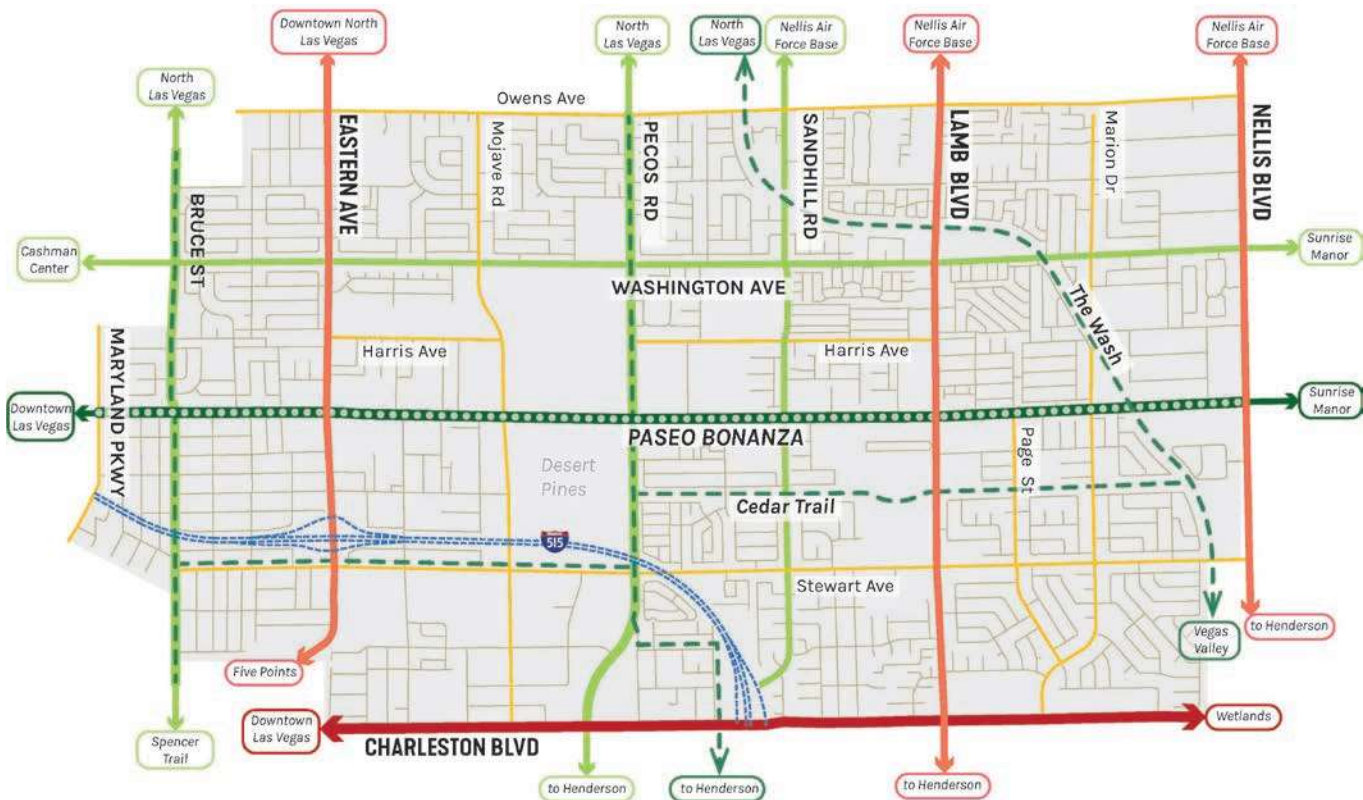 Downtown North
Las Vegas
North
Las Vegas
North
Las Vegas
Nellis Air
Force Base
Nellis Air
Force Base
Nellis Air
Force Base
North
Las Vegas
Owens Ave
EASTERN AVE
Mojave Rd
PECOS RD
SANDHILL RD
LAMB BLVD
Marion Dr
NELLIS BLVD
BRUCE ST
Cashman
Center
Sunrise
Manor
WASHINGTON AVE
The Wash
MARYLAND PKWY
Harris Ave
Harris Ave
Downtown
Las Vegas
Sunrise
Manor
PASEO BONANZA
Page St
Desert
Pines
Cedar Trail
515
Stewart Ave
to Henderson
Vegas
Valley
Five Points
Downtown
Las Vegas
Wetlands
CHARLESTON BLVD
Spencer
Trail
to Henderson
to Henderson
to Henderson